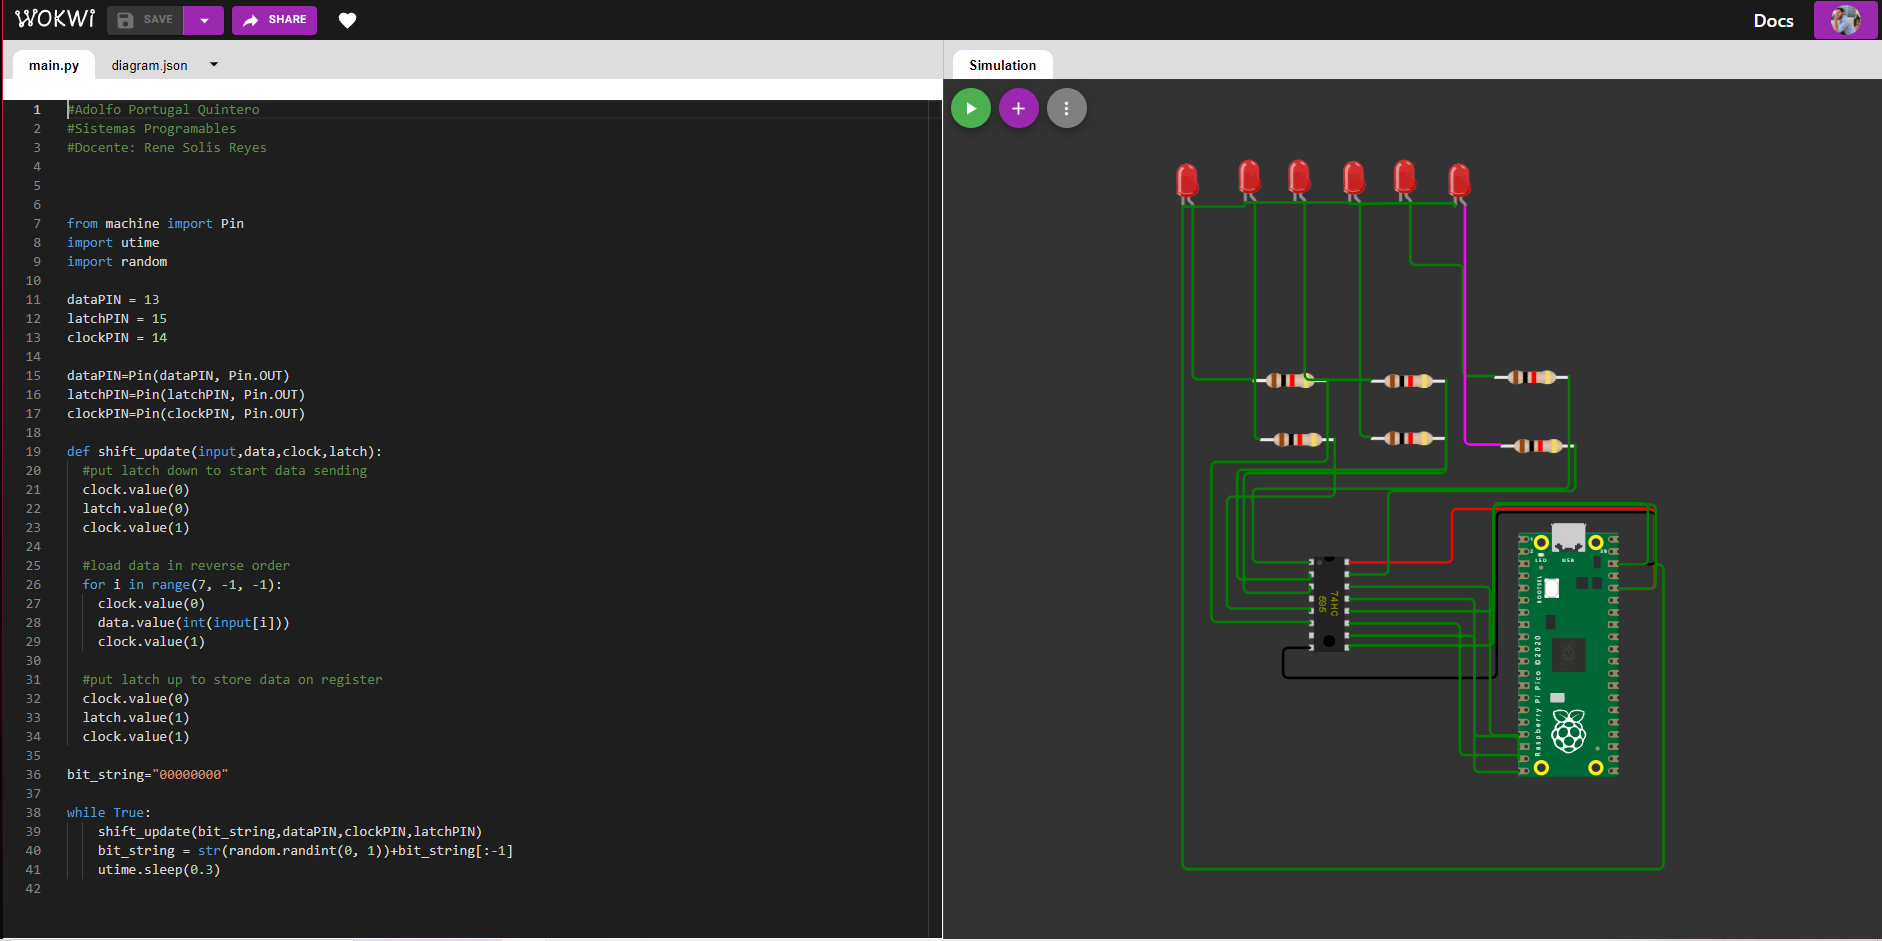 WOKWi
SAVE
SHARE
Docs
main.py
diagram.json
Simulation
1 #Adolfo Portugal Quintero
2 #Sistemas Programables
3 #Docente: Rene Solis Reyes
4
5
6
7 from machine import Pin
8 import utime
9 import random
10
11 dataPIN = 13
12 latchPIN = 15
13 clockPIN = 14
14
15 dataPIN=Pin(dataPIN, Pin.OUT)
16 latchPIN=Pin(latchPIN, Pin.OUT)
17 clockPIN=Pin(clockPIN, Pin.OUT)
18
19 def shift_update(input,data,clock,latch):
20 #put latch down to start data sending
21 clock.value(0)
22 latch.value(0)
23 clock.value(1)
24
25 #load data in reverse order
26 for i in range(7, -1, -1):
27 clock.value(0)
28 data.value(int(input[i]))
29 clock.value(1)
30
31 #put latch up to store data on register
32 clock.value(0)
33 latch.value(1)
34 clock.value(1)
35
36 bit_string="00000000"
37
38 while True:
39 shift_update(bit_string,dataPIN,clockPIN,latchPIN)
40 bit_string = str(random.randint(0, 1))+bit_string[:-1]
41 utime.sleep(0.3)
42
74HC
595
LED
USB
39
BOOTSEL
Raspberry Pi Pico ©2020